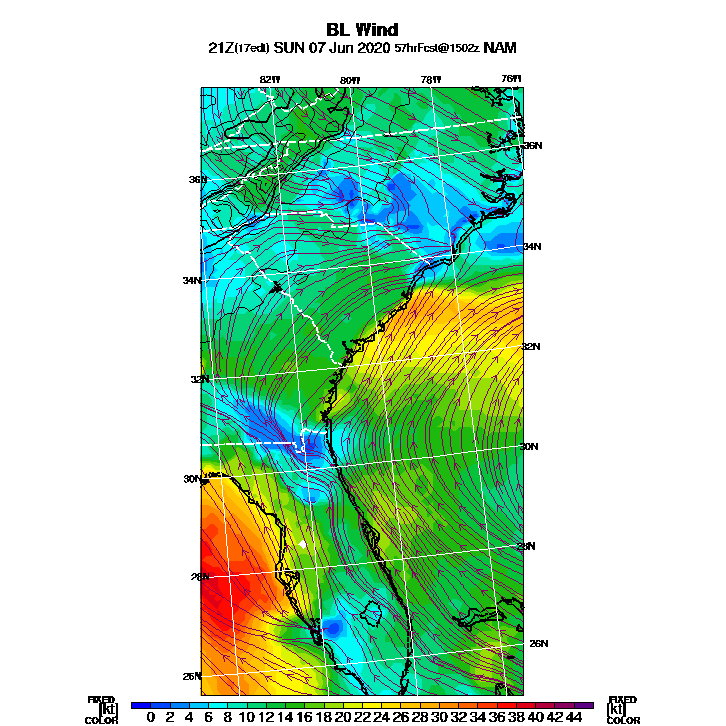 BL Wind
21Z(17edt) SUN 07 Jun 2020 57hrFcst@1502z NAM
82W 80W 78W 76W
36N
36N
34N
34N
32N
32N
30N
30N
28N
28N
26N
26N
FIXED FIXED
[kt] 0 2 4 6 8 10 12 14 16 18 20 22 24 26 28 30 32 34 36 38 40 42 44 [kt]
COLOR COLOR